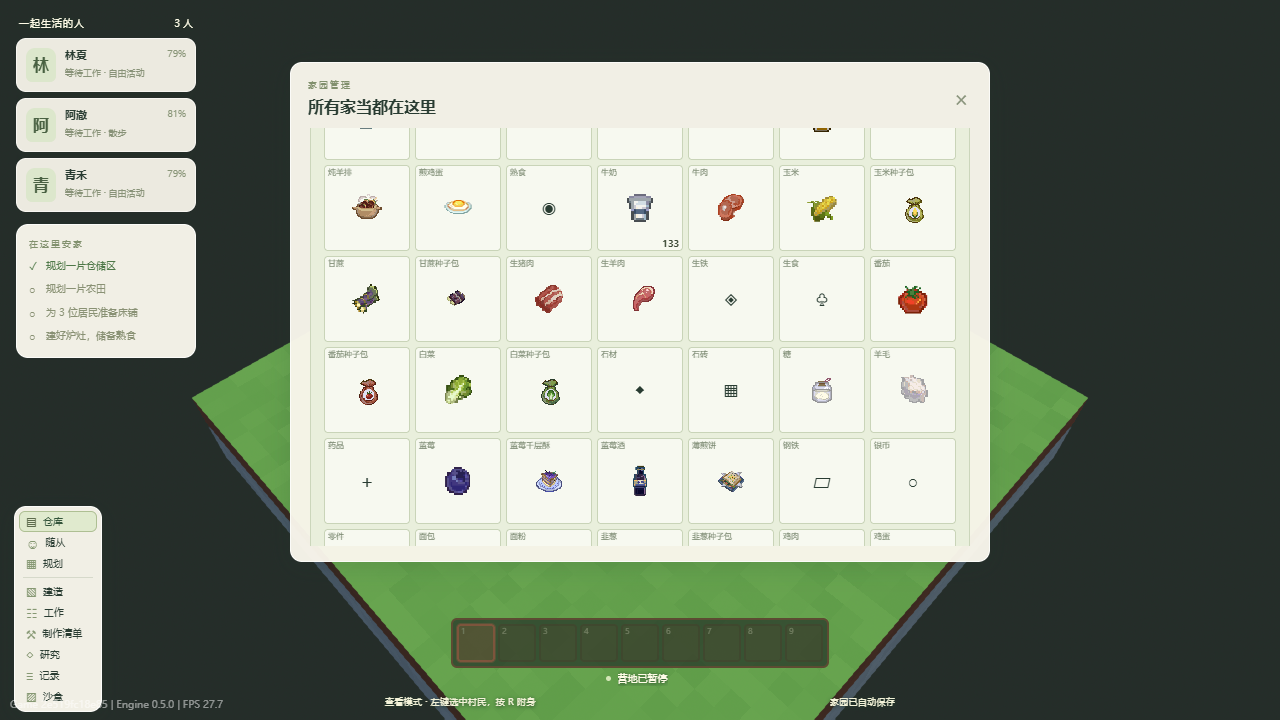 一起生活的人 3 人
林
林夏 79%
等待工作 · 自由活动
阿
阿澈 81%
等待工作 · 散步
青
青禾 79%
等待工作 · 自由活动
在这里安家
✓ 规划一片仓储区
规划一片农田
为 3 位居民准备床铺
建好炉灶，储备熟食
家园管理
所有家当都在这里
×
炖羊排 煎鸡蛋 熟食 牛奶 牛肉 玉米 玉米种子包
133
甘蔗 甘蔗种子包 生猪肉 生羊肉 生铁 生食 番茄
番茄种子包 白菜 白菜种子包 石材 石砖 糖 羊毛
药品 蓝莓 蓝莓千层酥 蓝莓酒 薄煎饼 钢铁 银币
零件 面包 面粉 韭葱 韭葱种子包 鸡肉 鸡蛋
仓库
随从
规划
建造
工作
制作清单
研究
记录
沙盒
1 2 3 4 5 6 7 8 9
营地已暂停
查看模式 · 左键选中村民，按 R 附身
家园已自动保存
| Engine 0.5.0 | FPS 27.7